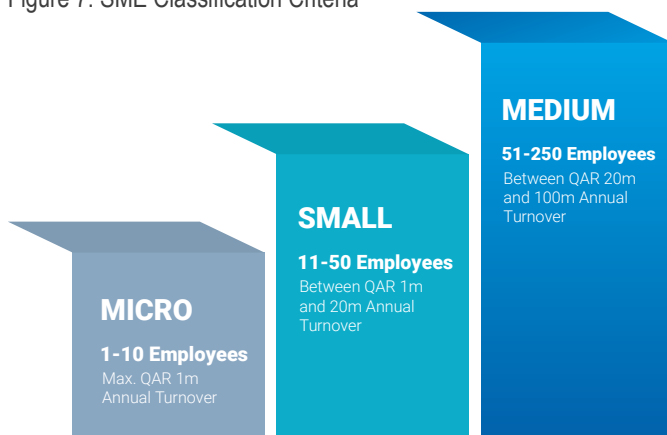 Figure 7: SME Classification Criteria
MEDIUM
51-250 Employees
Between QAR 20m
and 100m Annual
Turnover
SMALL
11-50 Employees
Between QAR 1m
and 20m Annual
Turnover
MICRO
1-10 Employees
Max. QAR 1m
Annual Turnover